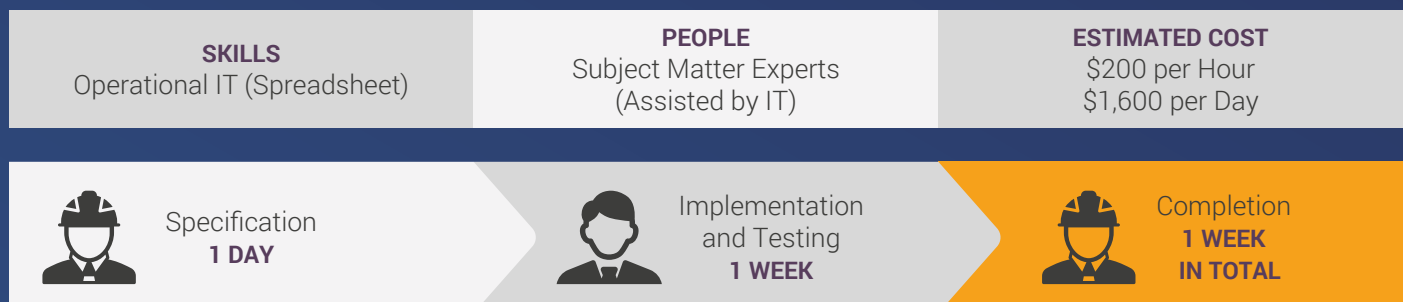 SKILLS
Operational IT (Spreadsheet)
PEOPLE
Subject Matter Experts
(Assisted by IT)
ESTIMATED COST
$200 per Hour
$1,600 per Day
Specification
1 DAY
Implementation
and Testing
1 WEEK
Completion
1 WEEK
IN TOTAL